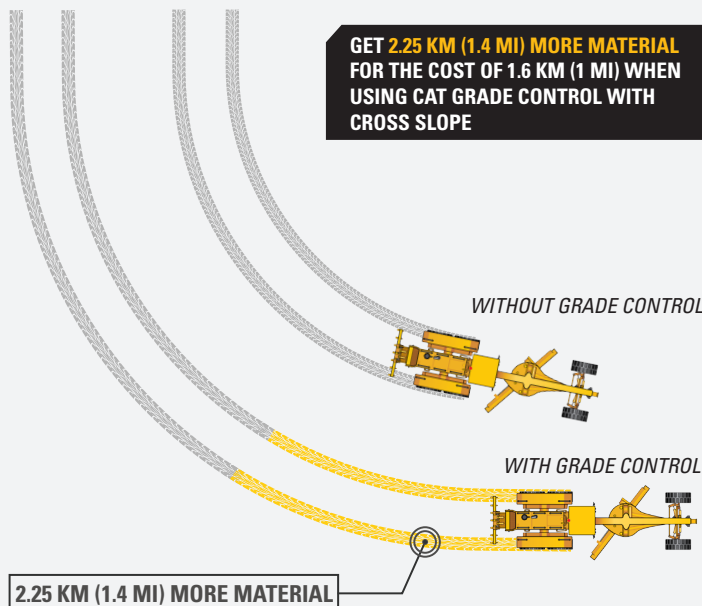 GET 2.25 KM (1.4 MI) MORE MATERIAL
FOR THE COST OF 1.6 KM (1 MI) WHEN
USING CAT GRADE CONTROL WITH
CROSS SLOPE
WITHOUT GRADE CONTROL
WITH GRADE CONTROL
2.25 KM (1.4 MI) MORE MATERIAL